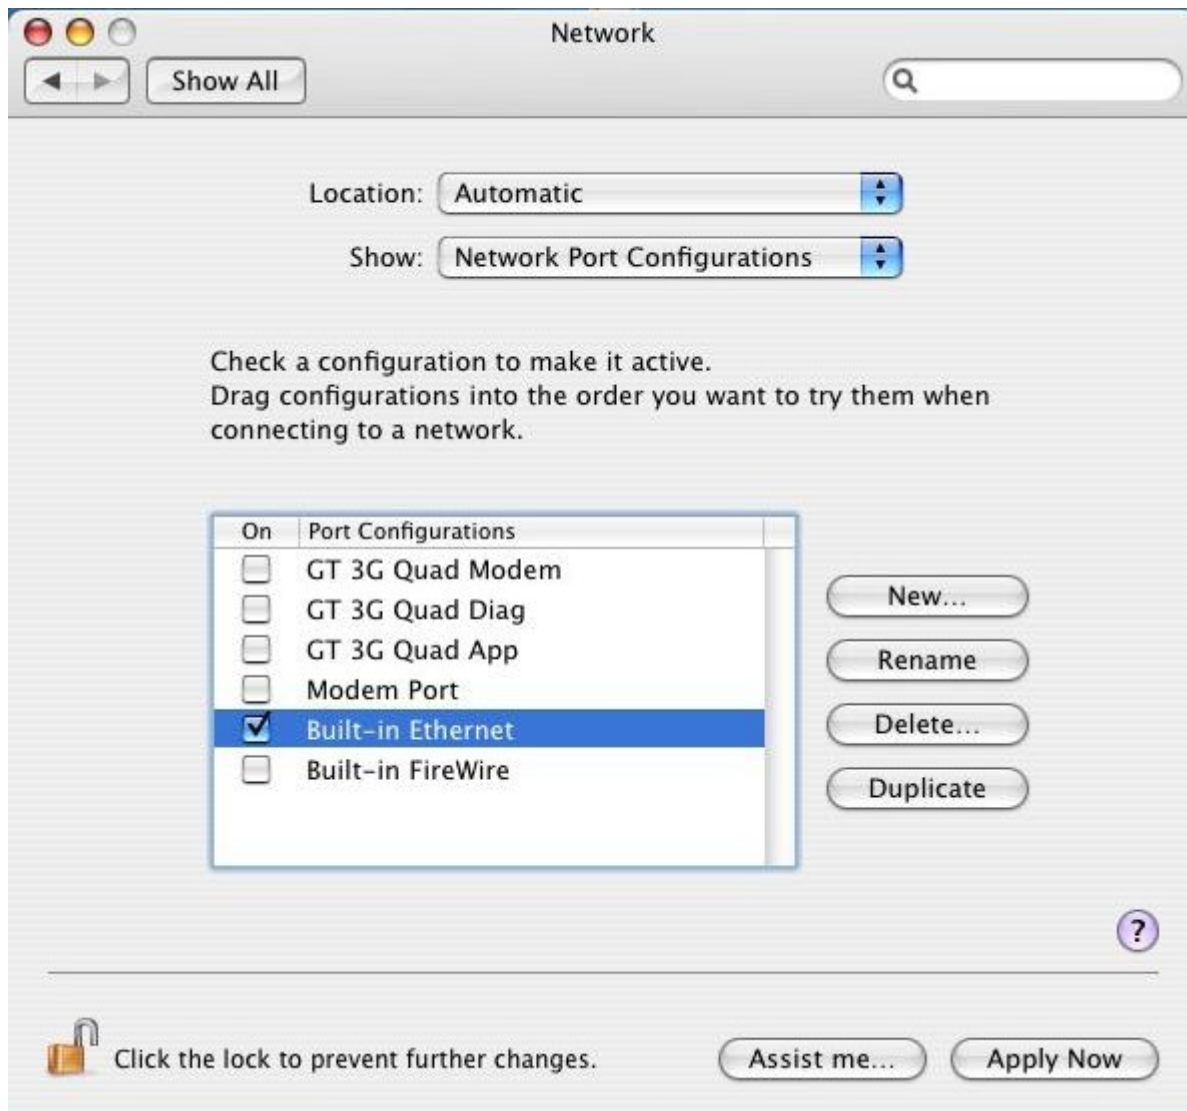 Network
Show All
Location: Automatic
Show: Network Port Configurations
Check a configuration to make it active.
Drag configurations into the order you want to try them when
connecting to a network.
On Port Configurations
GT 3G Quad Modem
GT 3G Quad Diag
GT 3G Quad App
Modem Port
Built-in Ethernet
Built-in FireWire
New...
Rename
Delete...
Duplicate
?
Click the lock to prevent further changes.
Assist me...
Apply Now